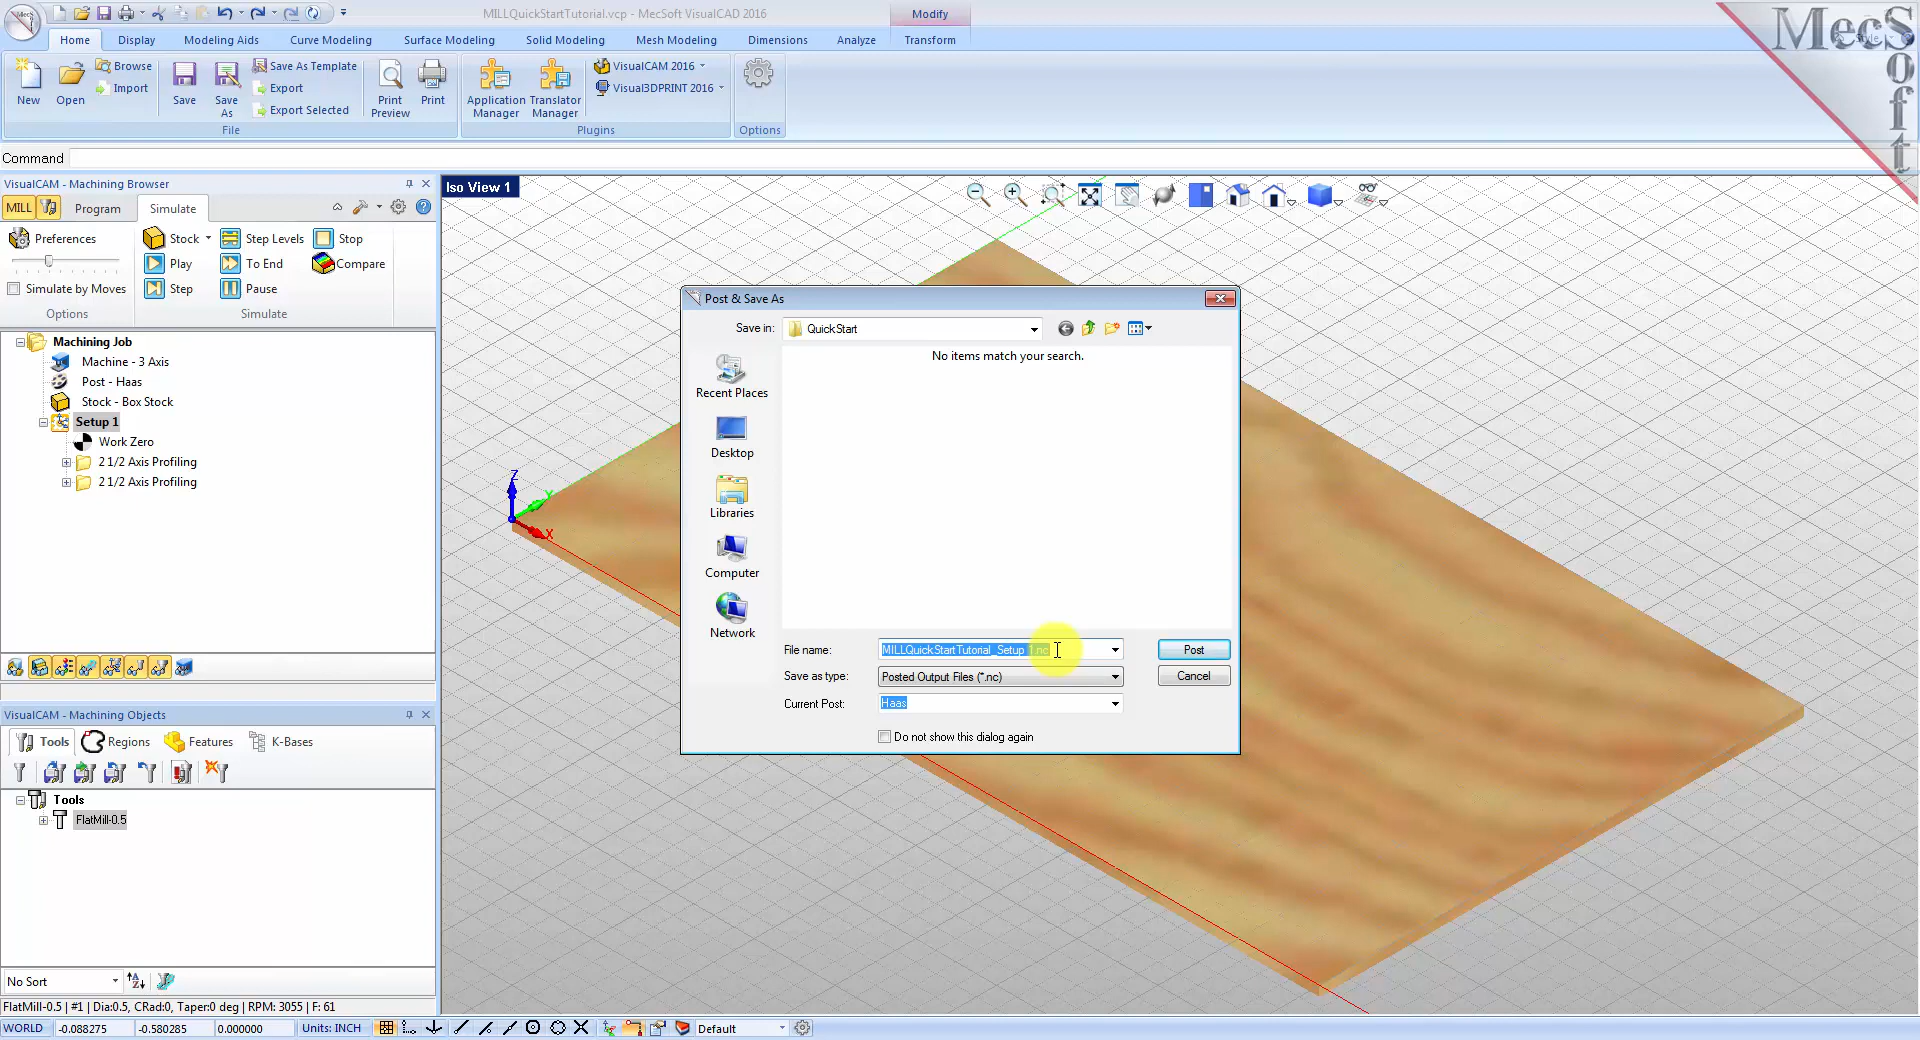 MILLQuickStartTutorial.vcp - MecSoft VisualCAD 2016
Modify
Home
Display
Modeling Aids
Curve Modeling
Surface Modeling
Solid Modeling
Mesh Modeling
Dimensions
Analyze
Transform
MecSoft
New
Open
Browse
Import
Save
Save As
Save As Template
Export
Export Selected
Print Preview
Print
File
Application Manager
Translator Manager
VisualCAM 2016
Visual3DPRINT 2016
Plugins
Options
Command
VisualCAM - Machining Browser
MILL
Program
Simulate
Preferences
Simulate by Moves
Options
Stock
Step Levels
Stop
Play
To End
Compare
Step
Pause
Simulate
Machining Job
Machine - 3 Axis
Post - Haas
Stock - Box Stock
Setup 1
Work Zero
2 1/2 Axis Profiling
2 1/2 Axis Profiling
VisualCAM - Machining Objects
Tools
Regions
Features
K-Bases
Tools
FlatMill-0.5
No Sort
FlatMill-0.5 | #1 | Dia:0.5, CRad:0, Taper:0 deg | RPM: 3055 | F: 61
WORLD
-0.088275
-0.580285
0.000000
Units: INCH
Default
Iso View 1
Z
Y
X
Post & Save As
Save in:
QuickStart
No items match your search.
Recent Places
Desktop
Libraries
Computer
Network
File name:
MILLQuickStartTutorial_Setup 1.nc
Post
Save as type:
Posted Output Files (*.nc)
Cancel
Current Post:
Haas
Do not show this dialog again